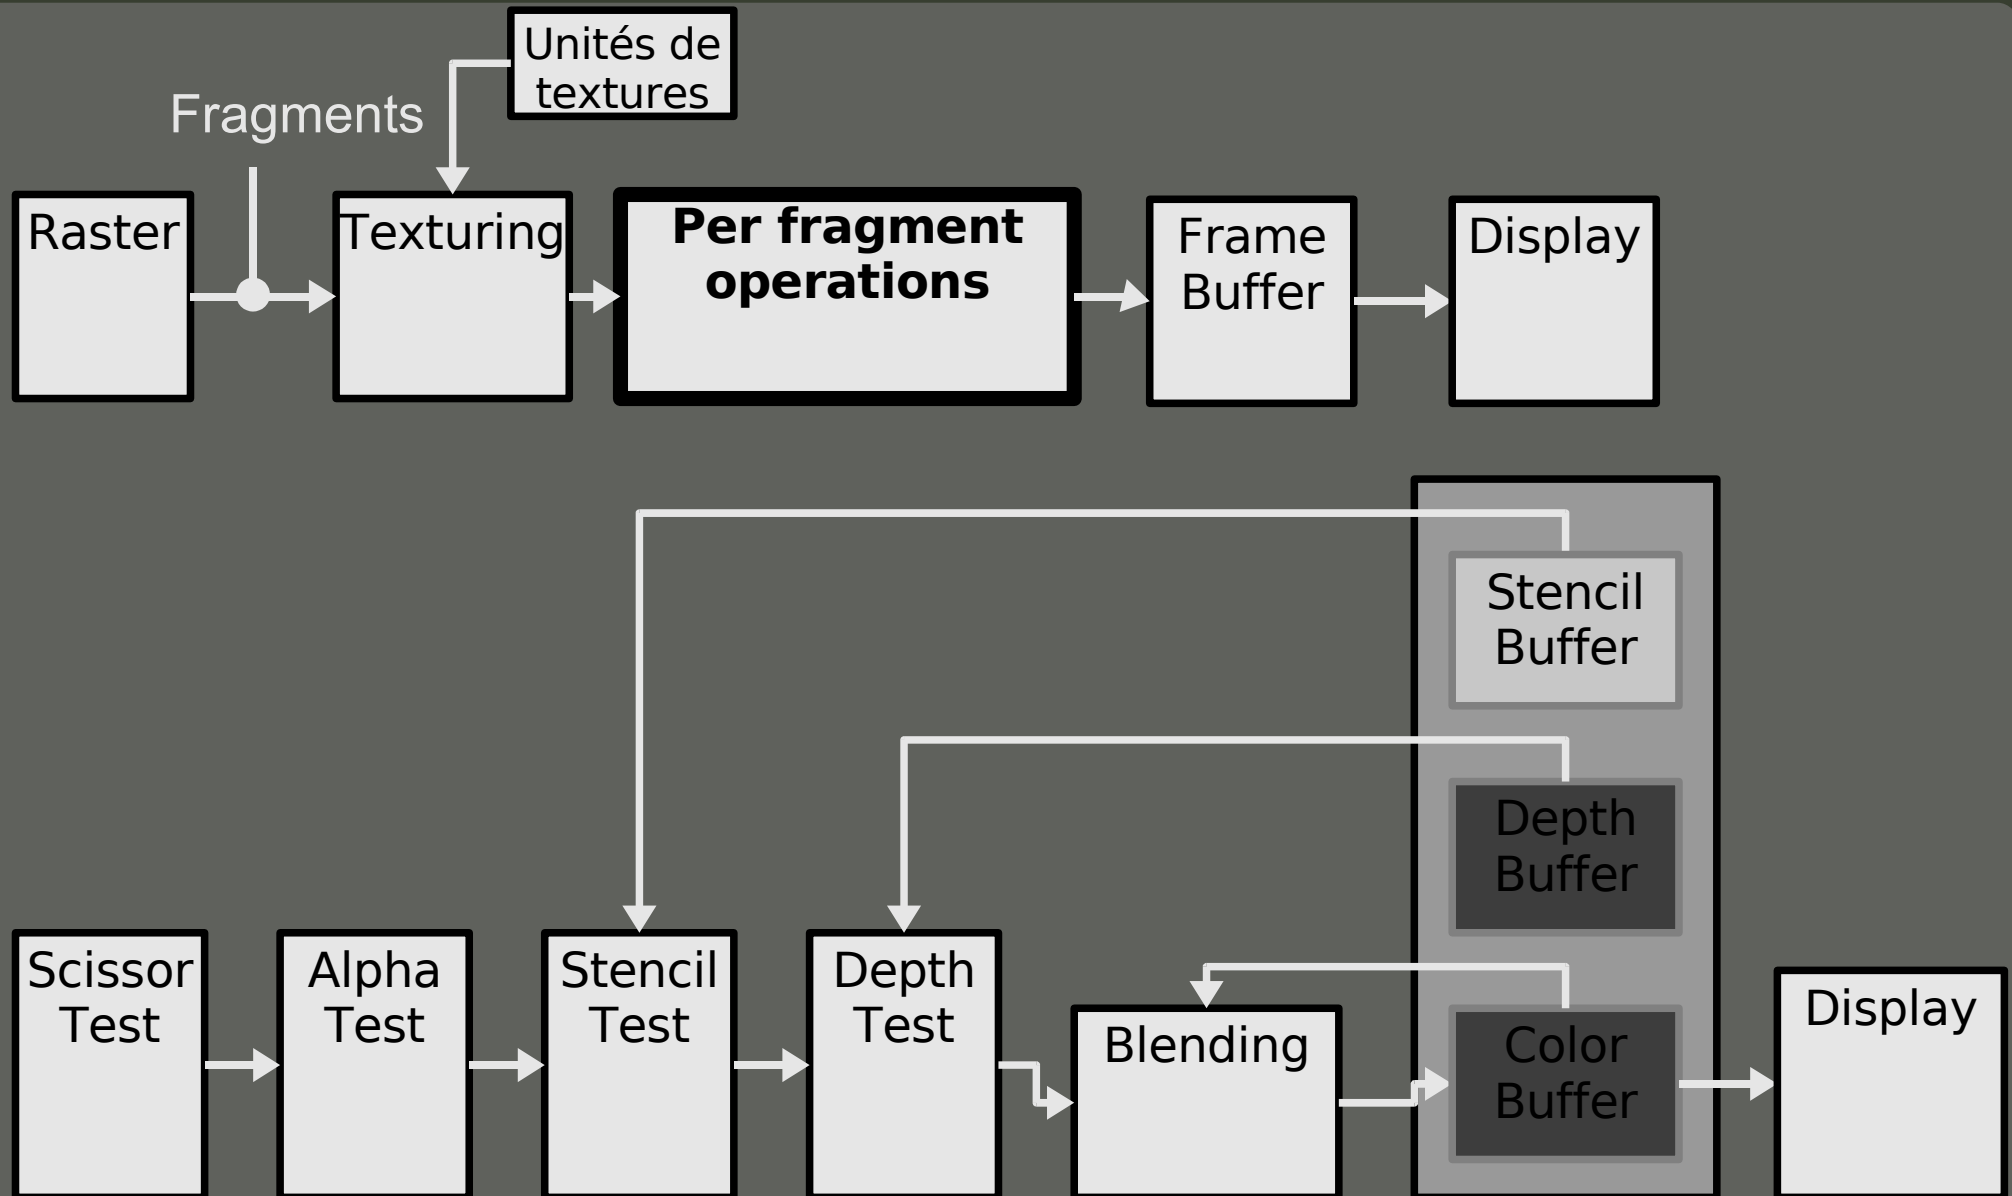 Unités de
textures
Fragments
Raster
Texturing
Per fragment
operations
Frame
Buffer
Display
Stencil
Buffer
Depth
Buffer
Scissor
Test
Alpha
Test
Stencil
Test
Depth
Test
Blending
Color
Buffer
Display